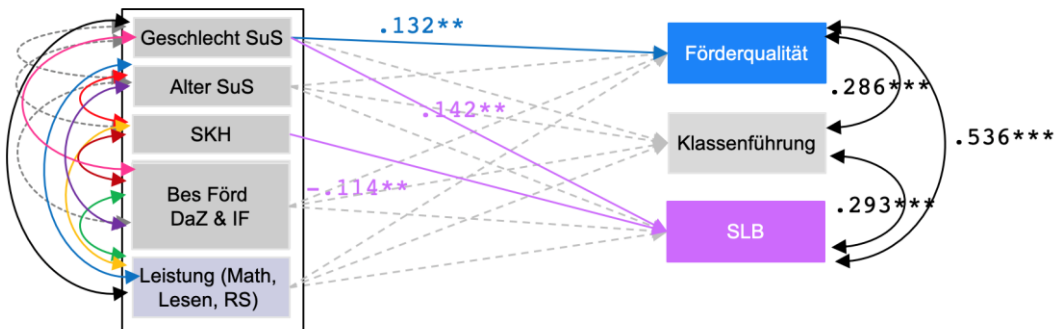 Geschlecht SuS
Alter SuS
SKH
Bes Förd
DaZ & IF
Leistung (Math,
Lesen, RS)
.132**
.142**
-.114**
Förderqualität
Klassenführung
SLB
.286***
.536***
.293***